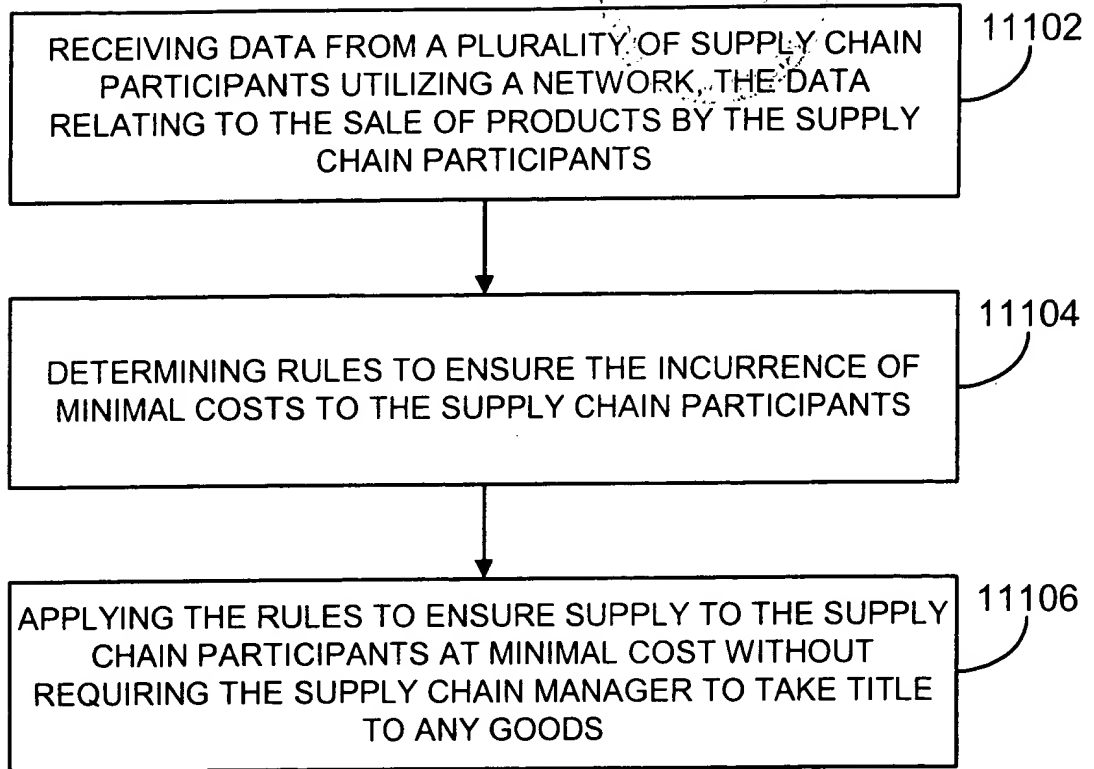 RECEIVING DATA FROM A PLURALITY OF SUPPLY CHAIN
PARTICIPANTS UTILIZING A NETWORK, THE DATA
RELATING TO THE SALE OF PRODUCTS BY THE SUPPLY
CHAIN PARTICIPANTS
11102
DETERMINING RULES TO ENSURE THE INCURRENCE OF
MINIMAL COSTS TO THE SUPPLY CHAIN PARTICIPANTS
11104
APPLYING THE RULES TO ENSURE SUPPLY TO THE SUPPLY
CHAIN PARTICIPANTS AT MINIMAL COST WITHOUT
REQUIRING THE SUPPLY CHAIN MANAGER TO TAKE TITLE
TO ANY GOODS
11106